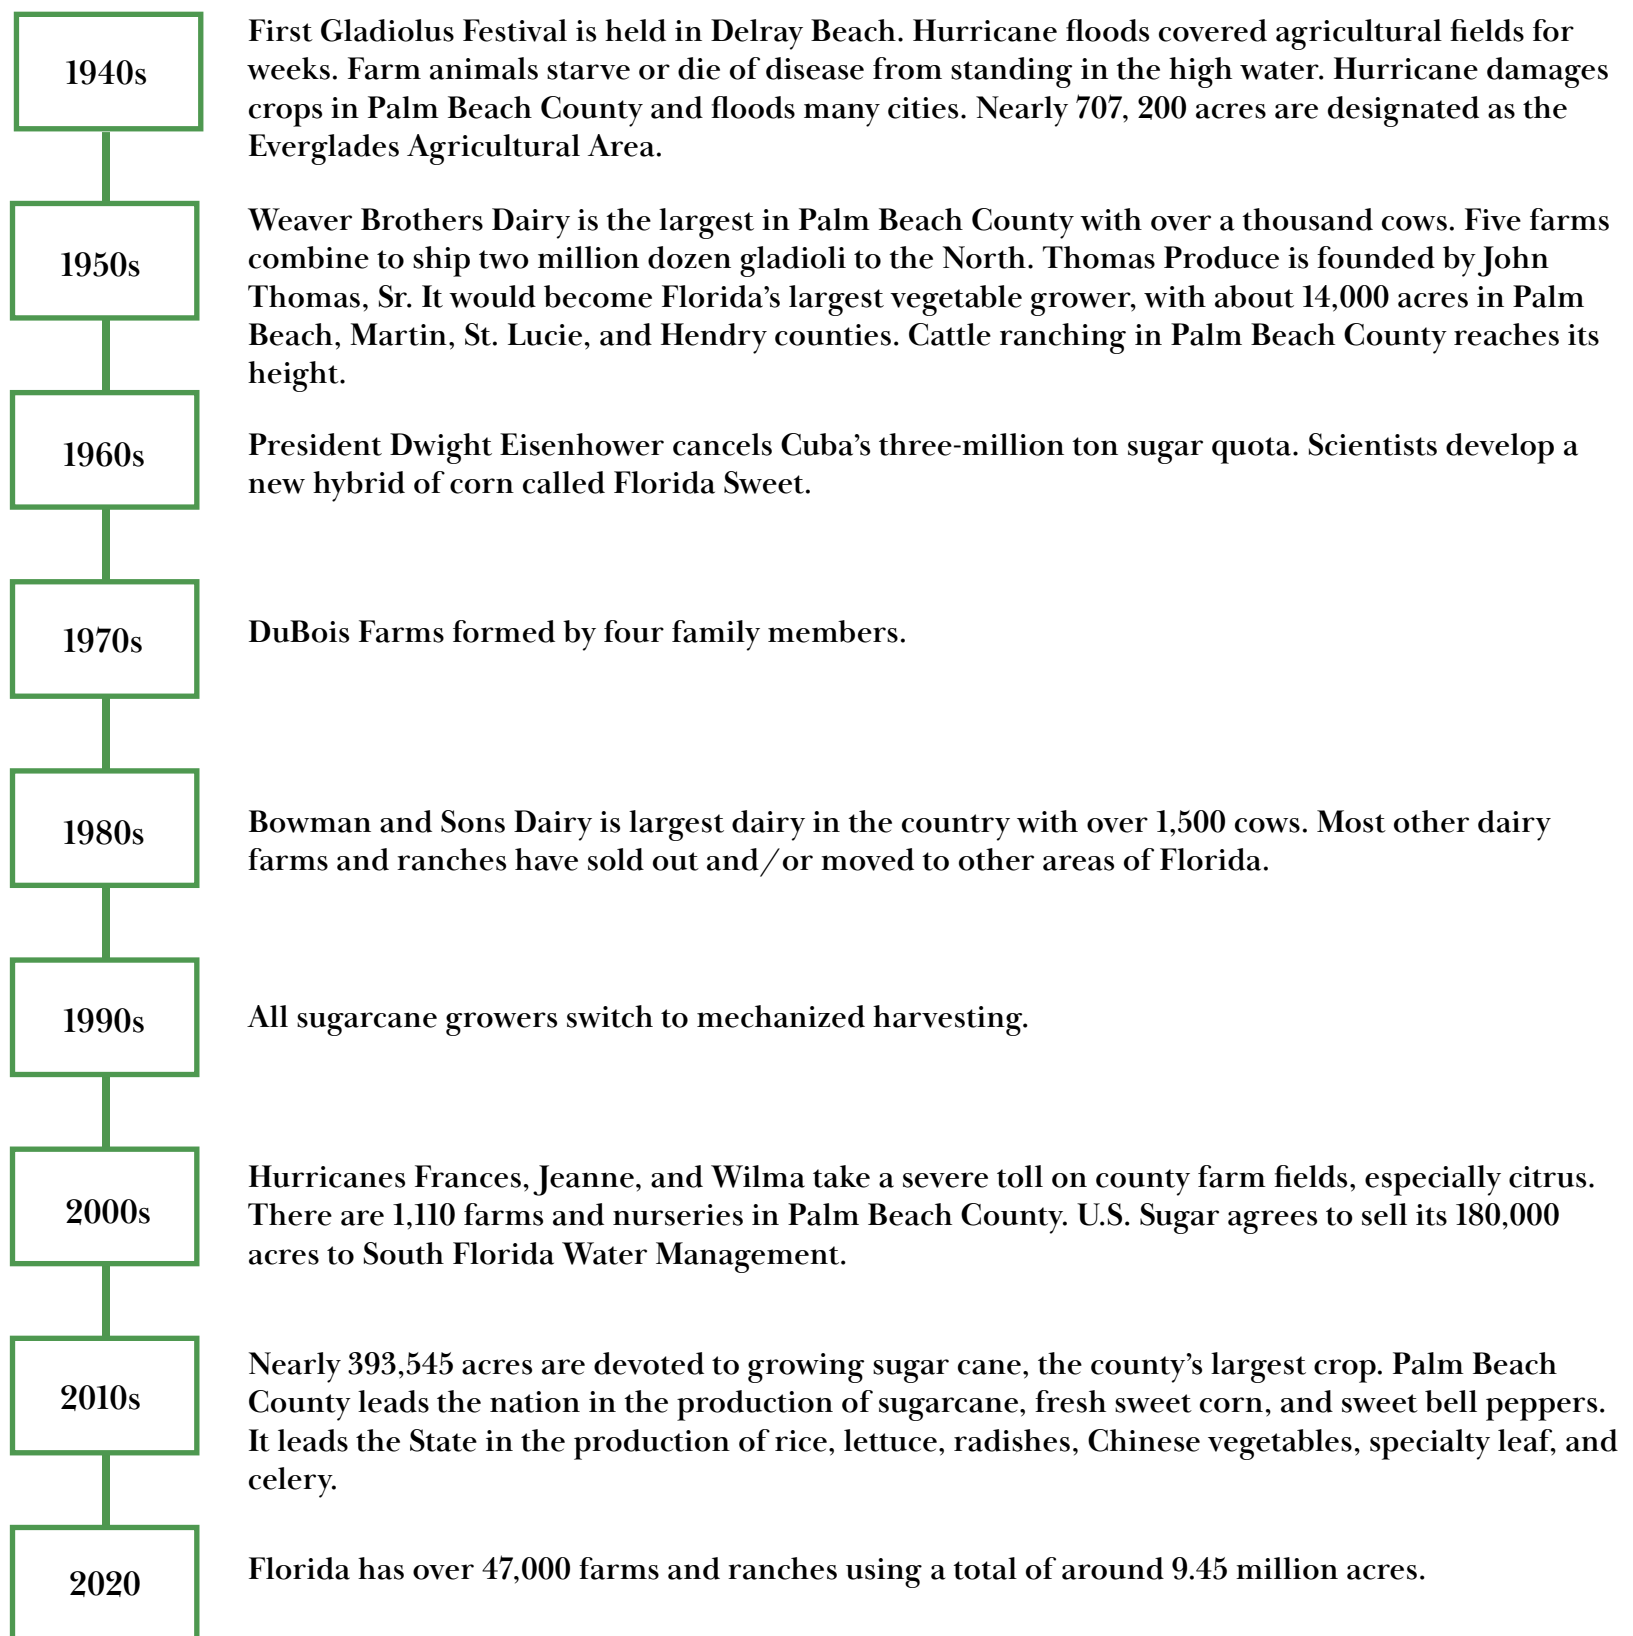 1940s
First Gladiolus Festival is held in Delray Beach. Hurricane floods covered agricultural fields for
weeks. Farm animals starve or die of disease from standing in the high water. Hurricane damages
crops in Palm Beach County and floods many cities. Nearly 707, 200 acres are designated as the
Everglades Agricultural Area.
1950s
Weaver Brothers Dairy is the largest in Palm Beach County with over a thousand cows. Five farms
combine to ship two million dozen gladioli to the North. Thomas Produce is founded by John
Thomas, Sr. It would become Florida’s largest vegetable grower, with about 14,000 acres in Palm
Beach, Martin, St. Lucie, and Hendry counties. Cattle ranching in Palm Beach County reaches its
height.
1960s
President Dwight Eisenhower cancels Cuba’s three-million ton sugar quota. Scientists develop a
new hybrid of corn called Florida Sweet.
1970s
DuBois Farms formed by four family members.
1980s
Bowman and Sons Dairy is largest dairy in the country with over 1,500 cows. Most other dairy
farms and ranches have sold out and/or moved to other areas of Florida.
1990s
All sugarcane growers switch to mechanized harvesting.
2000s
Hurricanes Frances, Jeanne, and Wilma take a severe toll on county farm fields, especially citrus.
There are 1,110 farms and nurseries in Palm Beach County. U.S. Sugar agrees to sell its 180,000
acres to South Florida Water Management.
2010s
Nearly 393,545 acres are devoted to growing sugar cane, the county’s largest crop. Palm Beach
County leads the nation in the production of sugarcane, fresh sweet corn, and sweet bell peppers.
It leads the State in the production of rice, lettuce, radishes, Chinese vegetables, specialty leaf, and
celery.
2020
Florida has over 47,000 farms and ranches using a total of around 9.45 million acres.